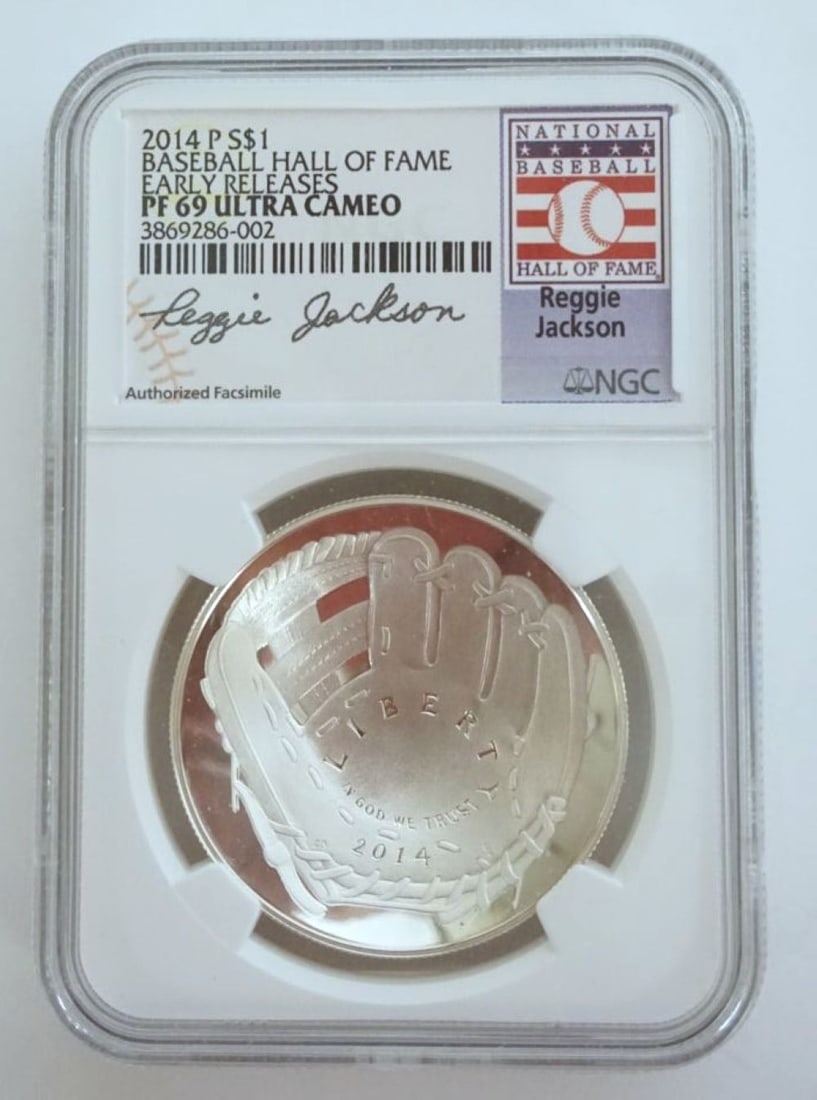 2014 P S$1
BASEBALL HALL OF FAME
EARLY RELEASES
PF 69 ULTRA CAMEO
3869286-002
Reggie Jackson
Authorized Facsimile
NATIONAL
BASEBALL
HALL OF FAME
Reggie
Jackson
NGC
LIBERTY
IN GOD WE TRUST
2014